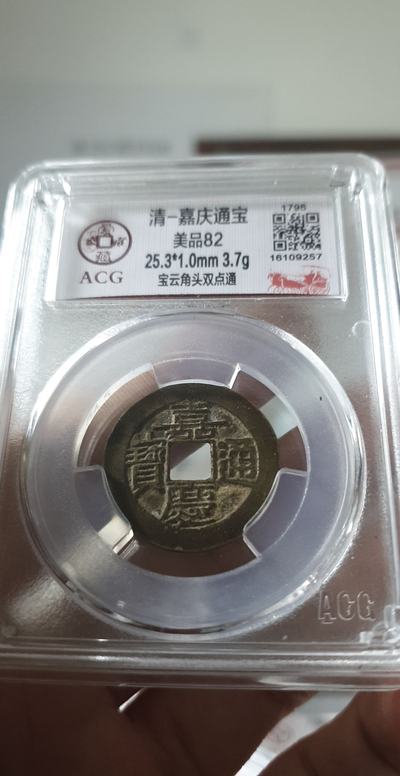 清-嘉庆通宝
美品82
25.3*1.0mm 3.7g
宝云角头双点通
ACG
1795
16109257
嘉
慶
通
寳
ACG